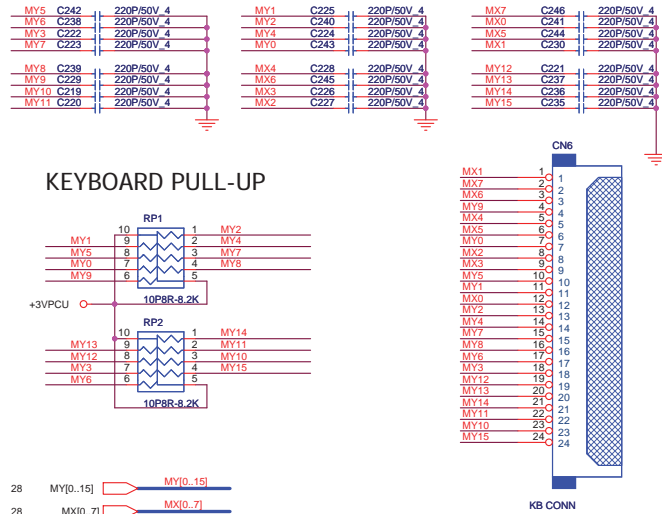 MY5 C242 220P/50V_4
MY6 C238 220P/50V_4
MY3 C222 220P/50V_4
MY7 C223 220P/50V_4
MY8 C239 220P/50V_4
MY9 C229 220P/50V_4
MY10 C219 220P/50V_4
MY11 C220 220P/50V_4
MY1 C225 220P/50V_4
MY2 C240 220P/50V_4
MY4 C224 220P/50V_4
MY0 C243 220P/50V_4
MX4 C228 220P/50V_4
MX6 C245 220P/50V_4
MX3 C226 220P/50V_4
MX2 C227 220P/50V_4
MX7 C246 220P/50V_4
MX0 C241 220P/50V_4
MX5 C244 220P/50V_4
MX1 C230 220P/50V_4
MY12 C221 220P/50V_4
MY13 C237 220P/50V_4
MY14 C236 220P/50V_4
MY15 C235 220P/50V_4
KEYBOARD PULL-UP
RP1
10 1 MY2
MY1 9 2 MY4
MY5 8 3 MY7
MY0 7 4 MY8
MY9 6 5
10P8R-8.2K
+3VPCU
RP2
10 1 MY14
MY13 9 2 MY11
MY12 8 3 MY10
MY3 7 4 MY15
MY6 6 5
10P8R-8.2K
CN6
MX1 1 1
MX7 2 2
MX6 3 3
MY9 4 4
MX4 5 5
MX5 6 6
MY0 7 7
MX2 8 8
MX3 9 9
MY5 10 10
MY1 11 11
MX0 12 12
MY2 13 13
MY4 14 14
MY7 15 15
MY8 16 16
MY6 17 17
MY3 18 18
MY12 19 19
MY13 20 20
MY14 21 21
MY11 22 22
MY10 23 23
MY15 24 24
KB CONN
28 MY[0..15] MY[0..15]
28 MX[0..7] MX[0..7]